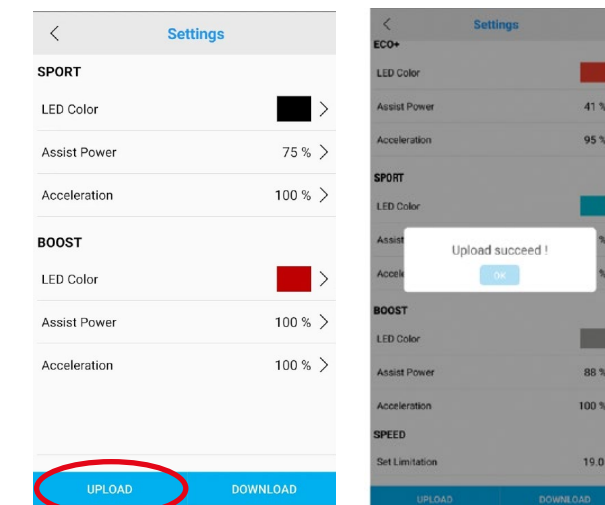 Settings
SPORT
LED Color
Assist Power 75 %
Acceleration 100 %
BOOST
LED Color
Assist Power 100 %
Acceleration 100 %
UPLOAD DOWNLOAD
Settings
ECO+
LED Color
Assist Power 41 %
Acceleration 95 %
SPORT
LED Color
Assist %
Upload succeed !
Accele %
OK
BOOST
LED Color
Assist Power 88 %
Acceleration 100 %
SPEED
Set Limitation 19.0
UPLOAD DOWNLOAD